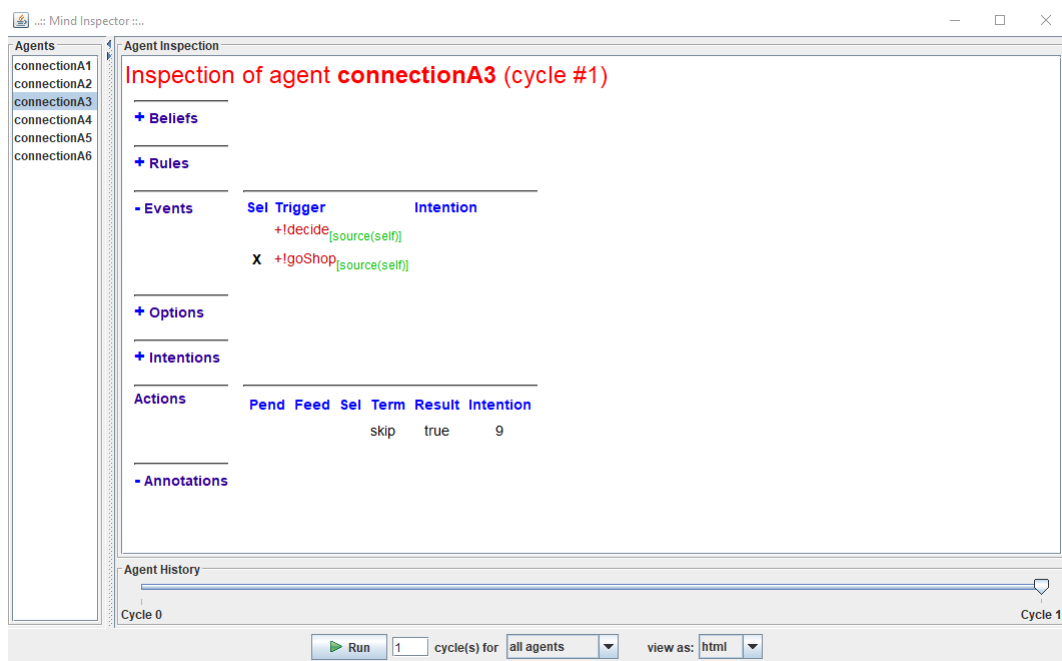 ..:: Mind Inspector ::..
Agents
connectionA1
connectionA2
connectionA3
connectionA4
connectionA5
connectionA6
Agent Inspection
Inspection of agent connectionA3 (cycle #1)
+ Beliefs
+ Rules
- Events
Sel Trigger Intention
+!decide[source(self)]
X +!goShop[source(self)]
+ Options
+ Intentions
Actions
Pend Feed Sel Term Result Intention
skip true 9
- Annotations
Agent History
Cycle 0 Cycle 1
Run 1 cycle(s) for all agents view as: html